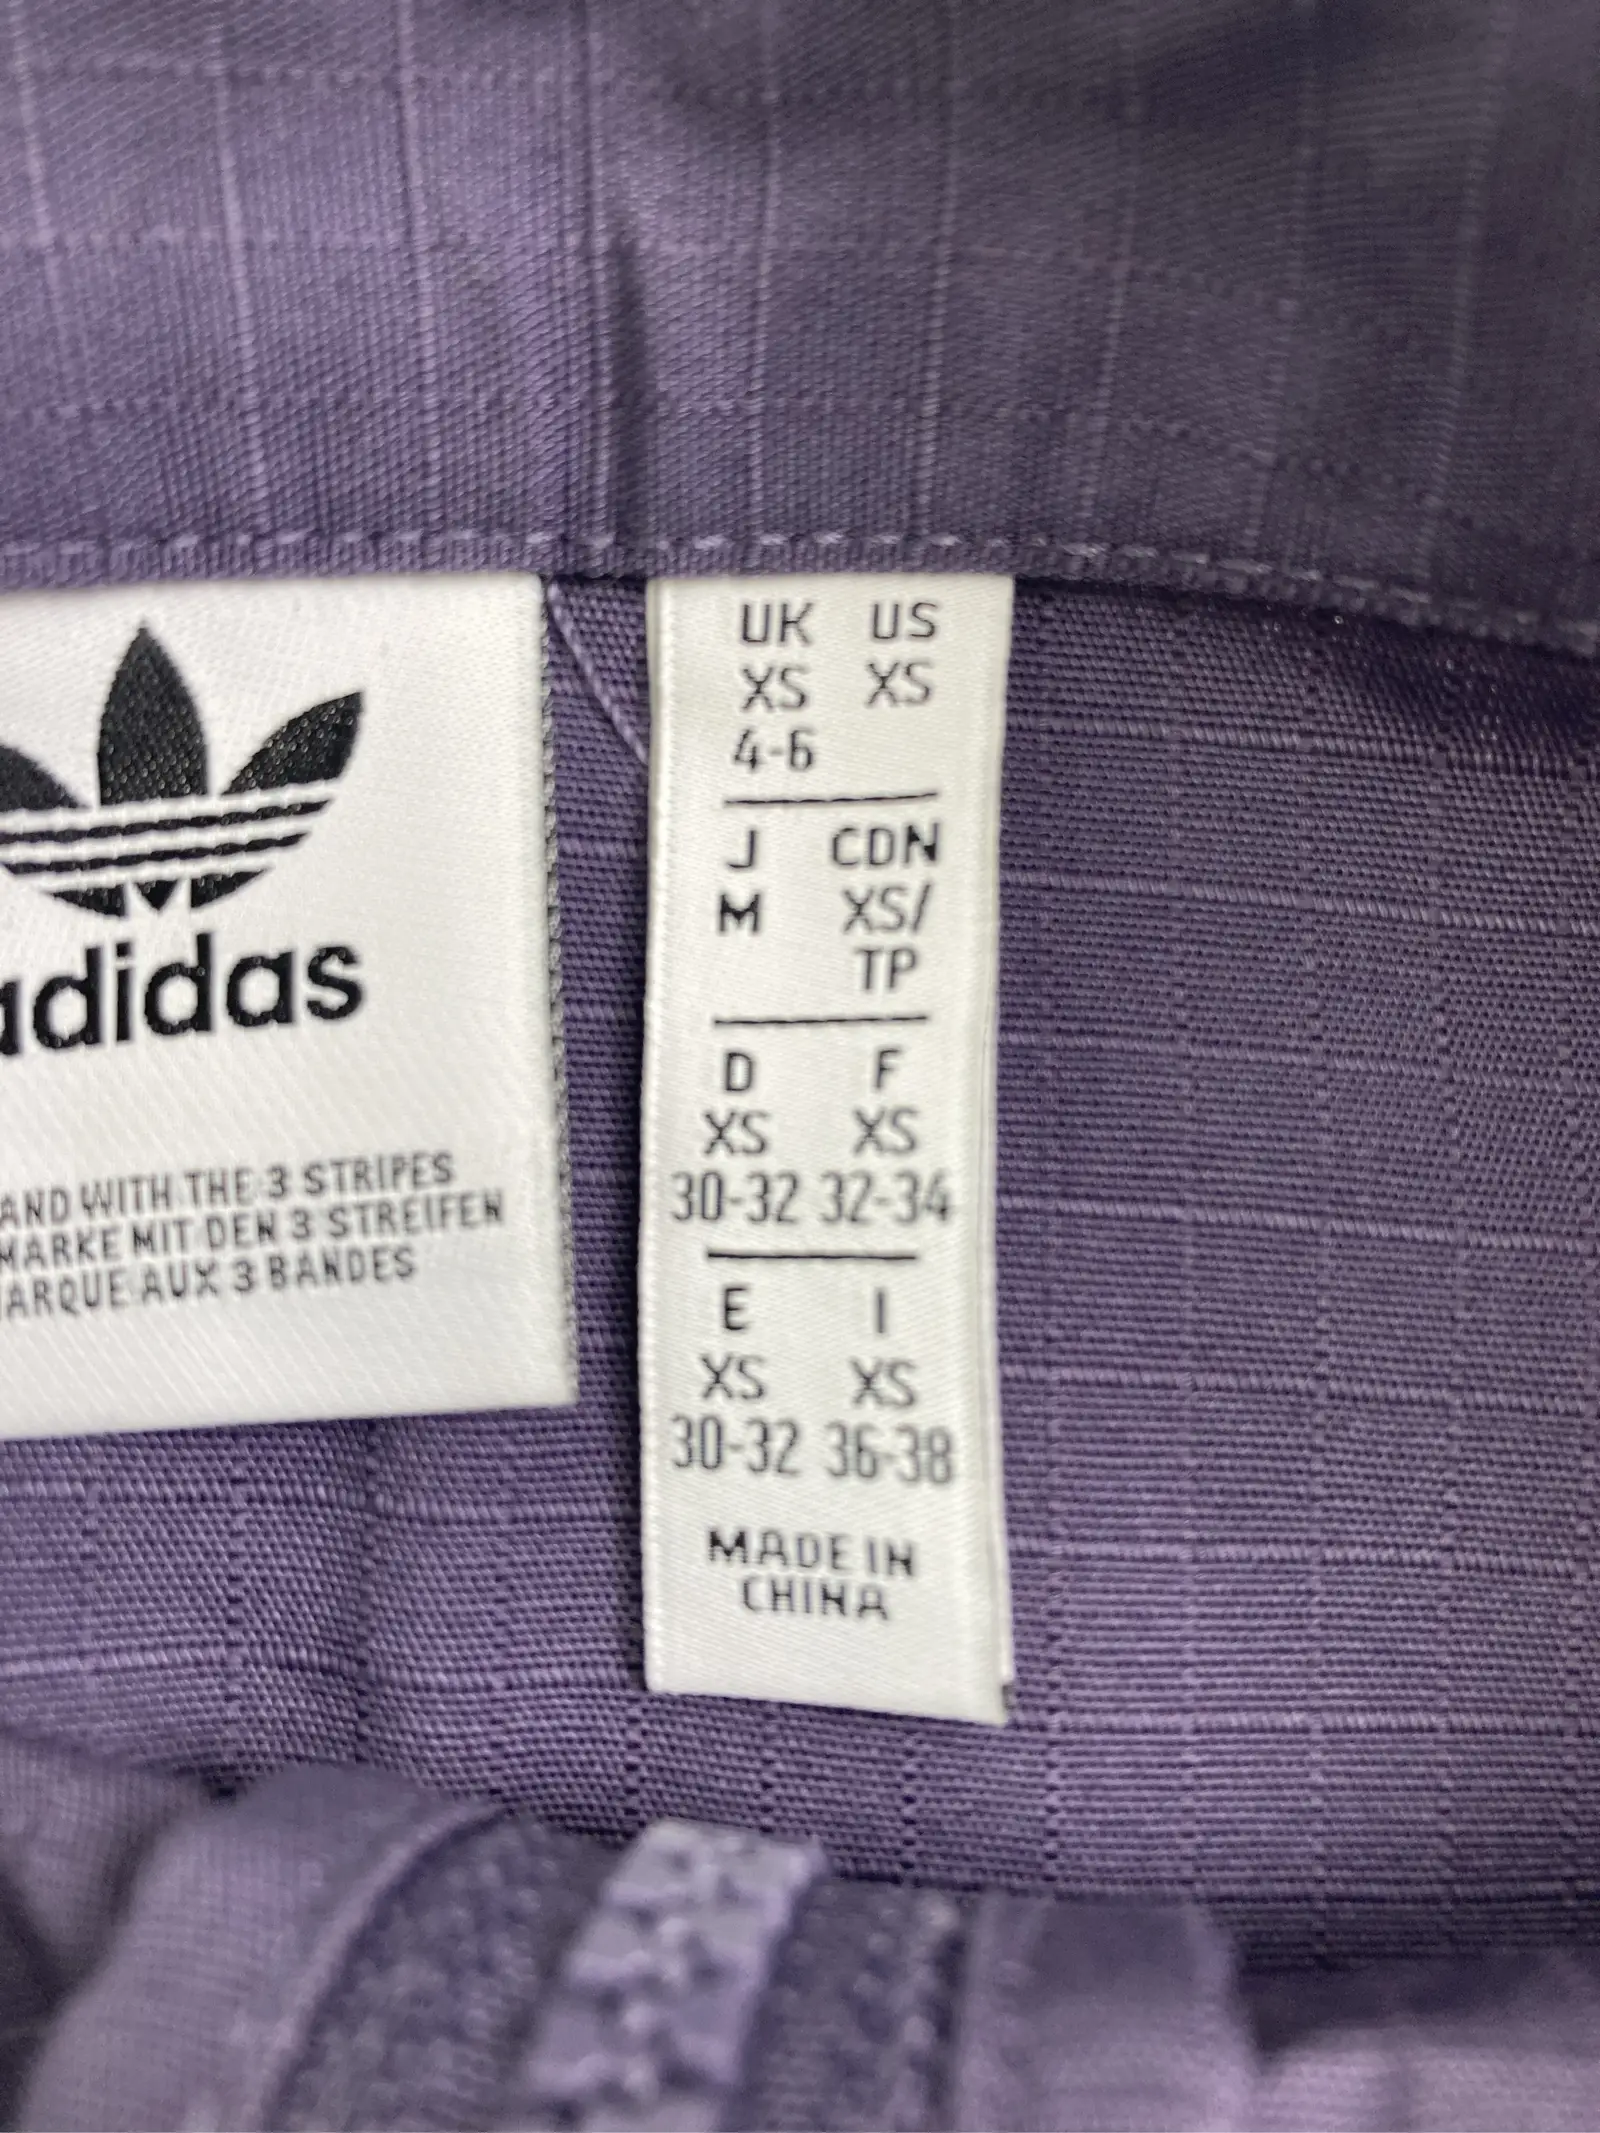 adidas
AND WITH THE 3 STRIPES
MARKE MIT DEN 3 STREIFEN
MARQUE AUX 3 BANDES
UK US
XS XS
4-6
J CDN
M XS/
TP
D F
XS XS
30-32 32-34
E I
XS XS
30-32 36-38
MADE IN
CHINA